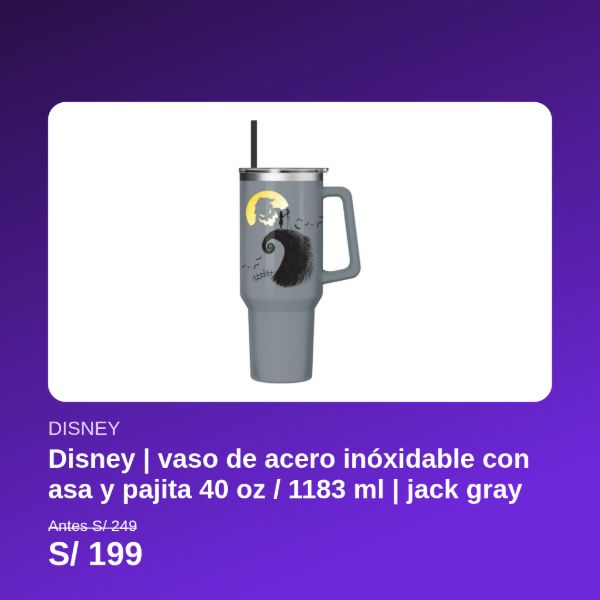 DISNEY
Disney | vaso de acero inóxidable con
asa y pajita 40 oz / 1183 ml | jack gray
Antes S/ 249
S/ 199